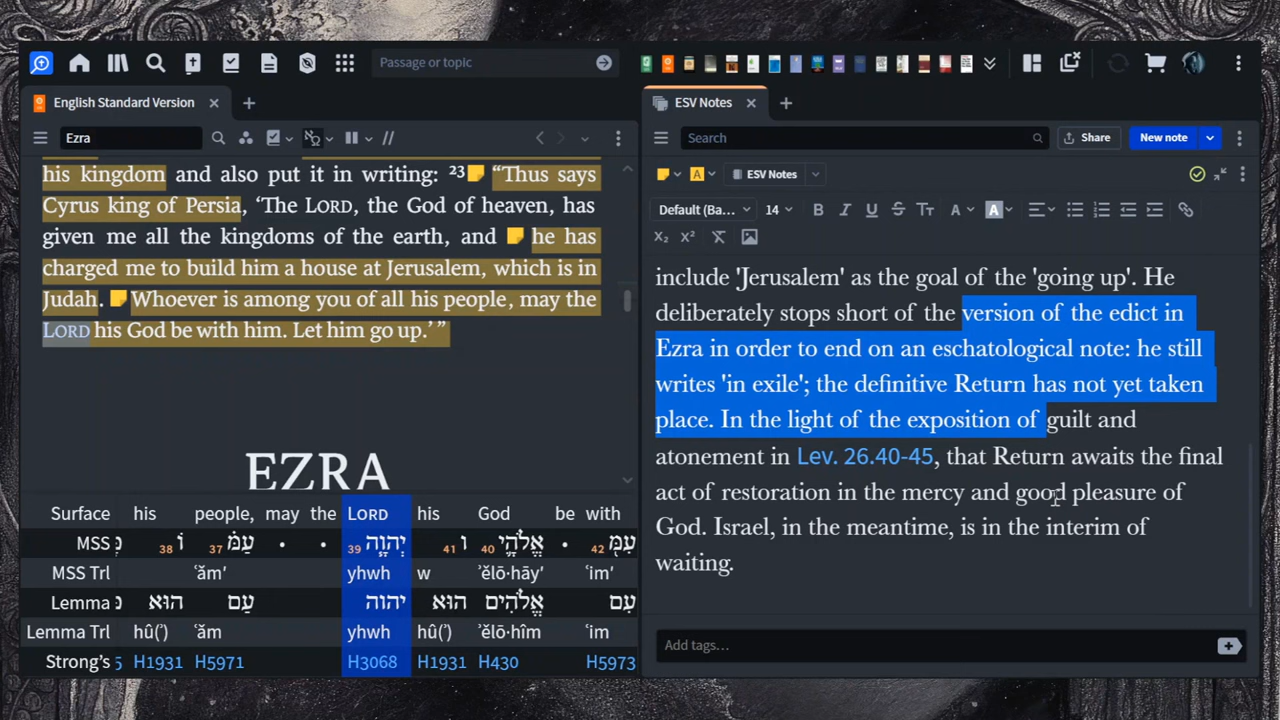 Passage or topic
English Standard Version
Ezra
his kingdom and also put it in writing: ²³ “Thus says
Cyrus king of Persia, ‘The LORD, the God of heaven, has
given me all the kingdoms of the earth, and he has
charged me to build him a house at Jerusalem, which is in
Judah. Whoever is among you of all his people, may the
LORD his God be with him. Let him go up.’ ”
EZRA
Surface his people, may the LORD his God be with
MSS 38 וֹ 37 עַמּ֗ • • 39 יְהוָ֧ה 41 ו 40 אֱלֹהָ֛י • 42 עִמּ֖
MSS Trl ʿămʹ yhwh w ʾĕlō·hāyʹ ʿimʹ
Lemma הוּא עַם יהוה הוּא אֱלֹהִים עִם
Lemma Trl hû(ʾ) ʿăm yhwh hû(ʾ) ʾĕlō·hîm ʿim
Strong’s 5 H1931 H5971 H3068 H1931 H430 H5973
ESV Notes
Search
Share
New note
A ESV Notes
Default (Ba... 14 B I U S Tт A A
X₂ X²
include 'Jerusalem' as the goal of the 'going up'. He
deliberately stops short of the version of the edict in
Ezra in order to end on an eschatological note: he still
writes 'in exile'; the definitive Return has not yet taken
place. In the light of the exposition of guilt and
atonement in Lev. 26.40-45, that Return awaits the final
act of restoration in the mercy and good pleasure of
God. Israel, in the meantime, is in the interim of
waiting.
Add tags…